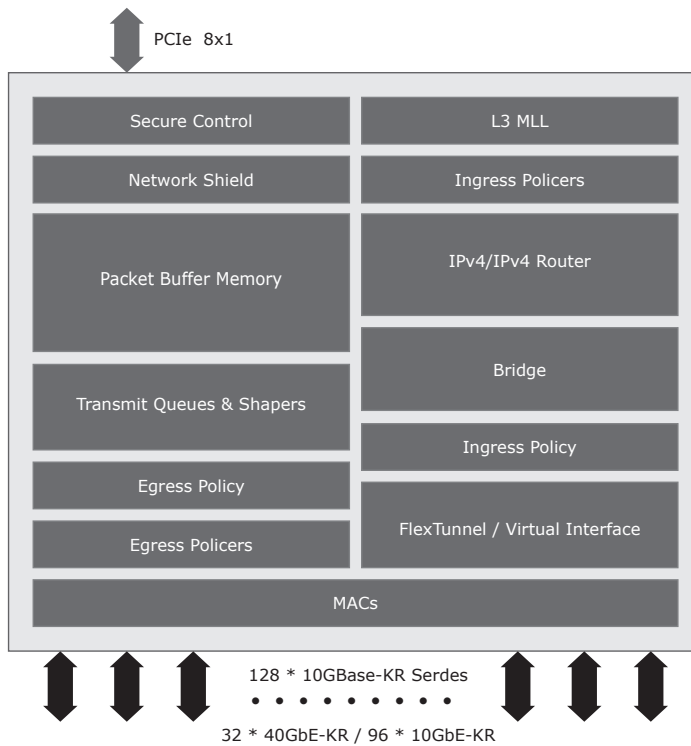 PCIe 8x1
Secure Control
L3 MLL
Network Shield
Ingress Policers
Packet Buffer Memory
IPv4/IPv4 Router
Bridge
Transmit Queues & Shapers
Ingress Policy
Egress Policy
FlexTunnel / Virtual Interface
Egress Policers
MACs
128 * 10GBase-KR Serdes
32 * 40GbE-KR / 96 * 10GbE-KR